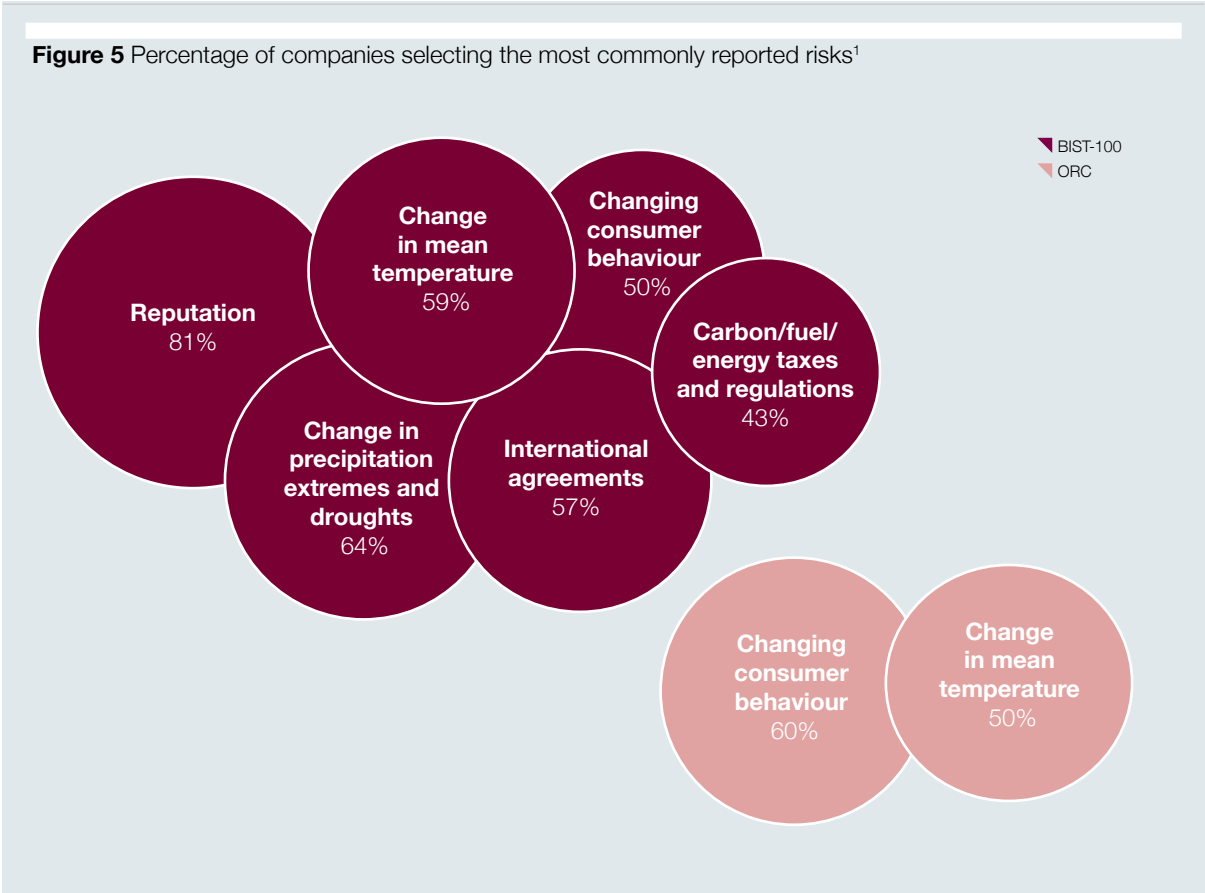 Figure 5 Percentage of companies selecting the most commonly reported risks¹
BIST-100
ORC
Reputation
81%
Change
in mean
temperature
59%
Changing
consumer
behaviour
50%
Carbon/fuel/
energy taxes
and regulations
43%
Change in
precipitation
extremes and
droughts
64%
International
agreements
57%
Changing
consumer
behaviour
60%
Change
in mean
temperature
50%